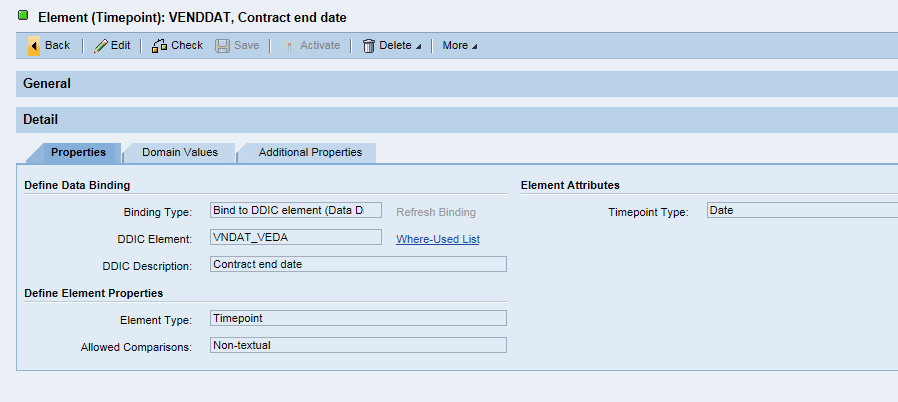 Element (Timepoint): VENDDAT, Contract end date
Back Edit Check Save Activate Delete More
General
Detail
Properties Domain Values Additional Properties
Define Data Binding Element Attributes
Binding Type: Bind to DDIC element (Data D Refresh Binding Timepoint Type: Date
DDIC Element: VNDAT_VEDA Where-Used List
DDIC Description: Contract end date
Define Element Properties
Element Type: Timepoint
Allowed Comparisons: Non-textual